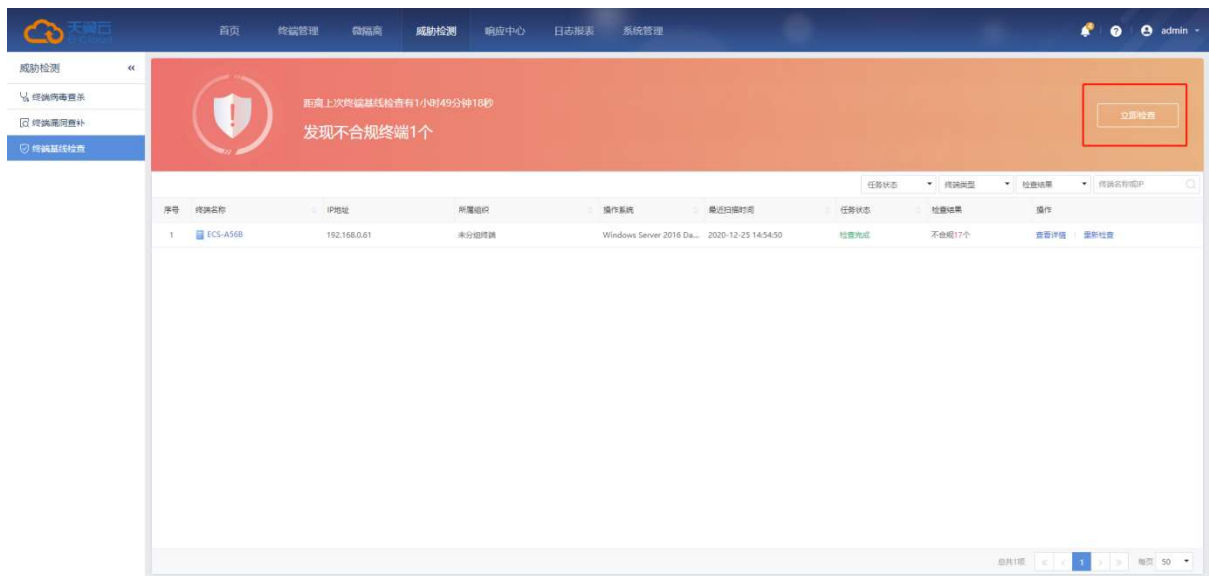 天翼云
e Cloud
首页 终端管理 微隔离 威胁检测 响应中心 日志报表 系统管理
admin
威胁检测 «
终端病毒查杀
终端漏洞查补
终端基线检查
距离上次终端基线检查有1小时49分钟18秒
发现不合规终端1个
立即检查
任务状态 终端类型 检查结果 终端名称或IP
序号 终端名称 IP地址 所属组织 操作系统 最近扫描时间 任务状态 检查结果 操作
1 ECS-A56B 192.168.0.61 未分组终端 Windows Server 2016 Da... 2020-12-25 14:54:50 检查完成 不合规17个 查看详情 重新检查
总共1项 « < 1 > » 每页 50